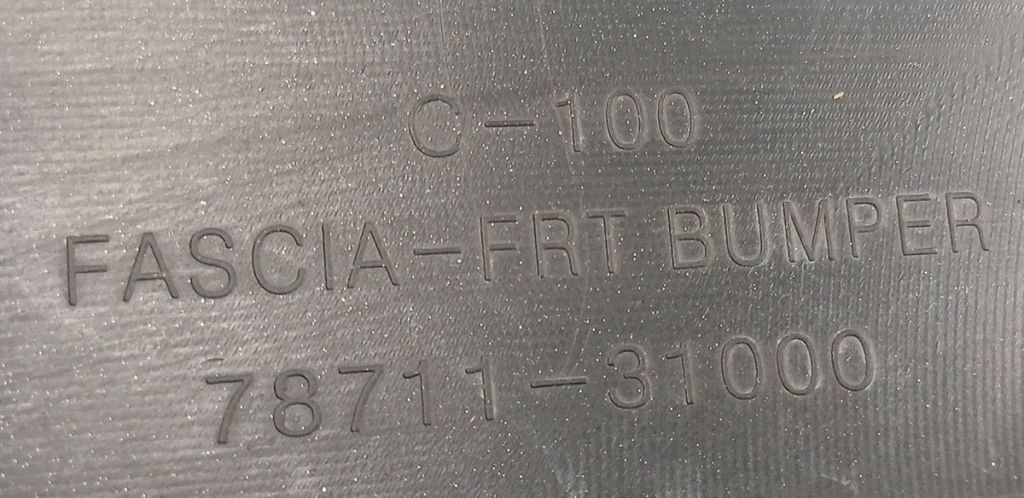 C-100
FASCIA-FRT BUMPER
78711-31000